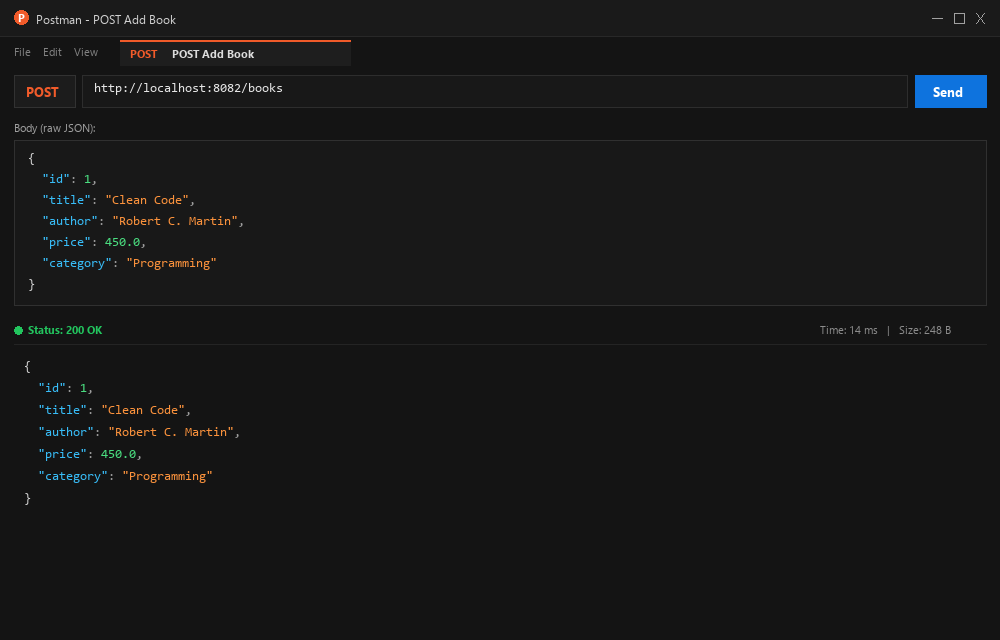 P Postman - POST Add Book
File Edit View POST POST Add Book
POST http://localhost:8082/books Send
Body (raw JSON):
{
  "id": 1,
  "title": "Clean Code",
  "author": "Robert C. Martin",
  "price": 450.0,
  "category": "Programming"
}
Status: 200 OK Time: 14 ms | Size: 248 B
{
  "id": 1,
  "title": "Clean Code",
  "author": "Robert C. Martin",
  "price": 450.0,
  "category": "Programming"
}